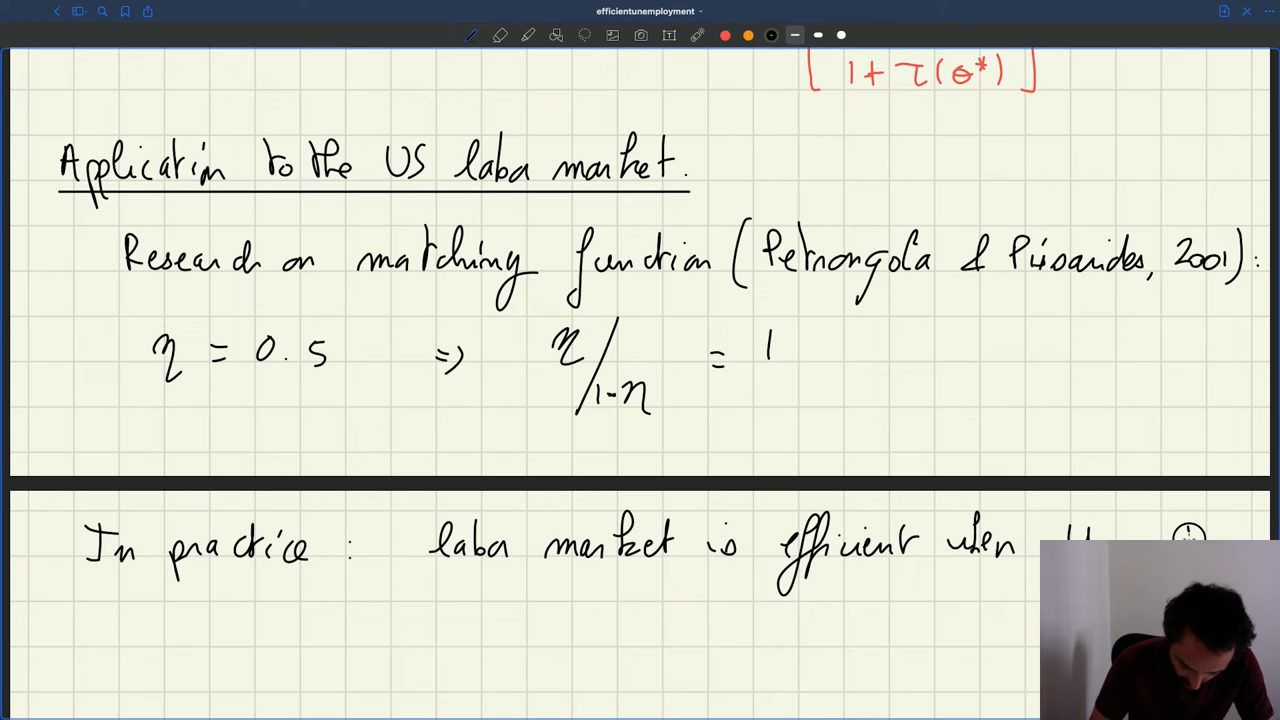 efficientunemployment
[ 1 + τ(θ*) ]
Application to the US labor market.
Research on matching function (Petrongolo & Pissarides, 2001) :
η = 0.5 => η/1-η = 1
In practice : labor market is efficient when